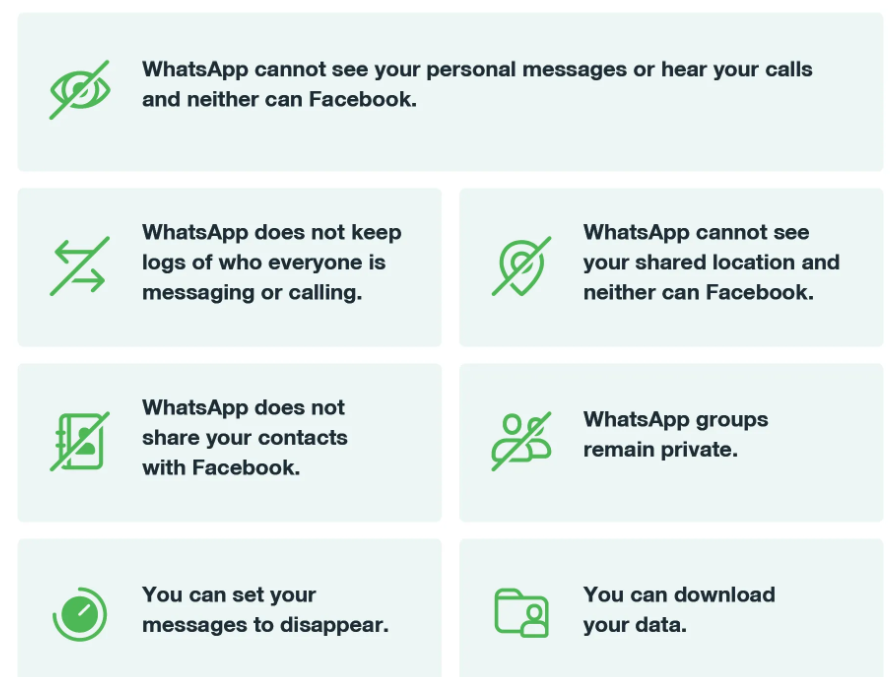 WhatsApp cannot see your personal messages or hear your calls
and neither can Facebook.
WhatsApp does not keep
logs of who everyone is
messaging or calling.
WhatsApp cannot see
your shared location and
neither can Facebook.
WhatsApp does not
share your contacts
with Facebook.
WhatsApp groups
remain private.
You can set your
messages to disappear.
You can download
your data.